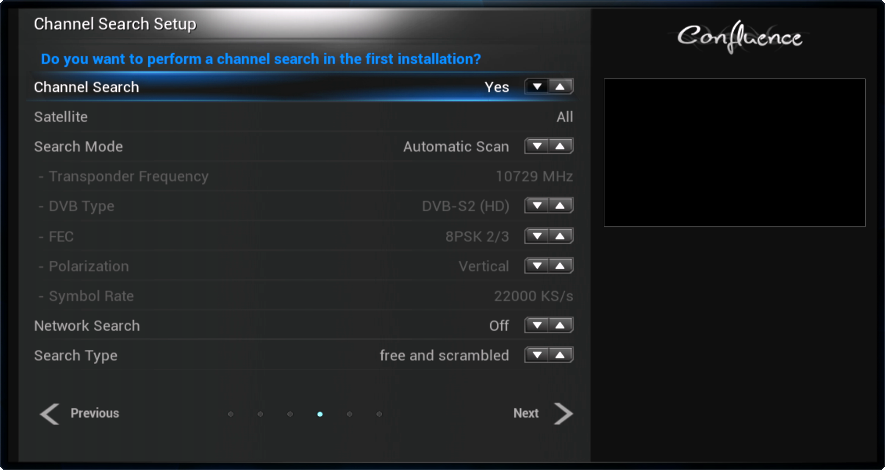 Channel Search Setup
Confluence
Do you want to perform a channel search in the first installation?
Channel Search Yes
Satellite All
Search Mode Automatic Scan
- Transponder Frequency 10729 MHz
- DVB Type DVB-S2 (HD)
- FEC 8PSK 2/3
- Polarization Vertical
- Symbol Rate 22000 KS/s
Network Search Off
Search Type free and scrambled
Previous Next